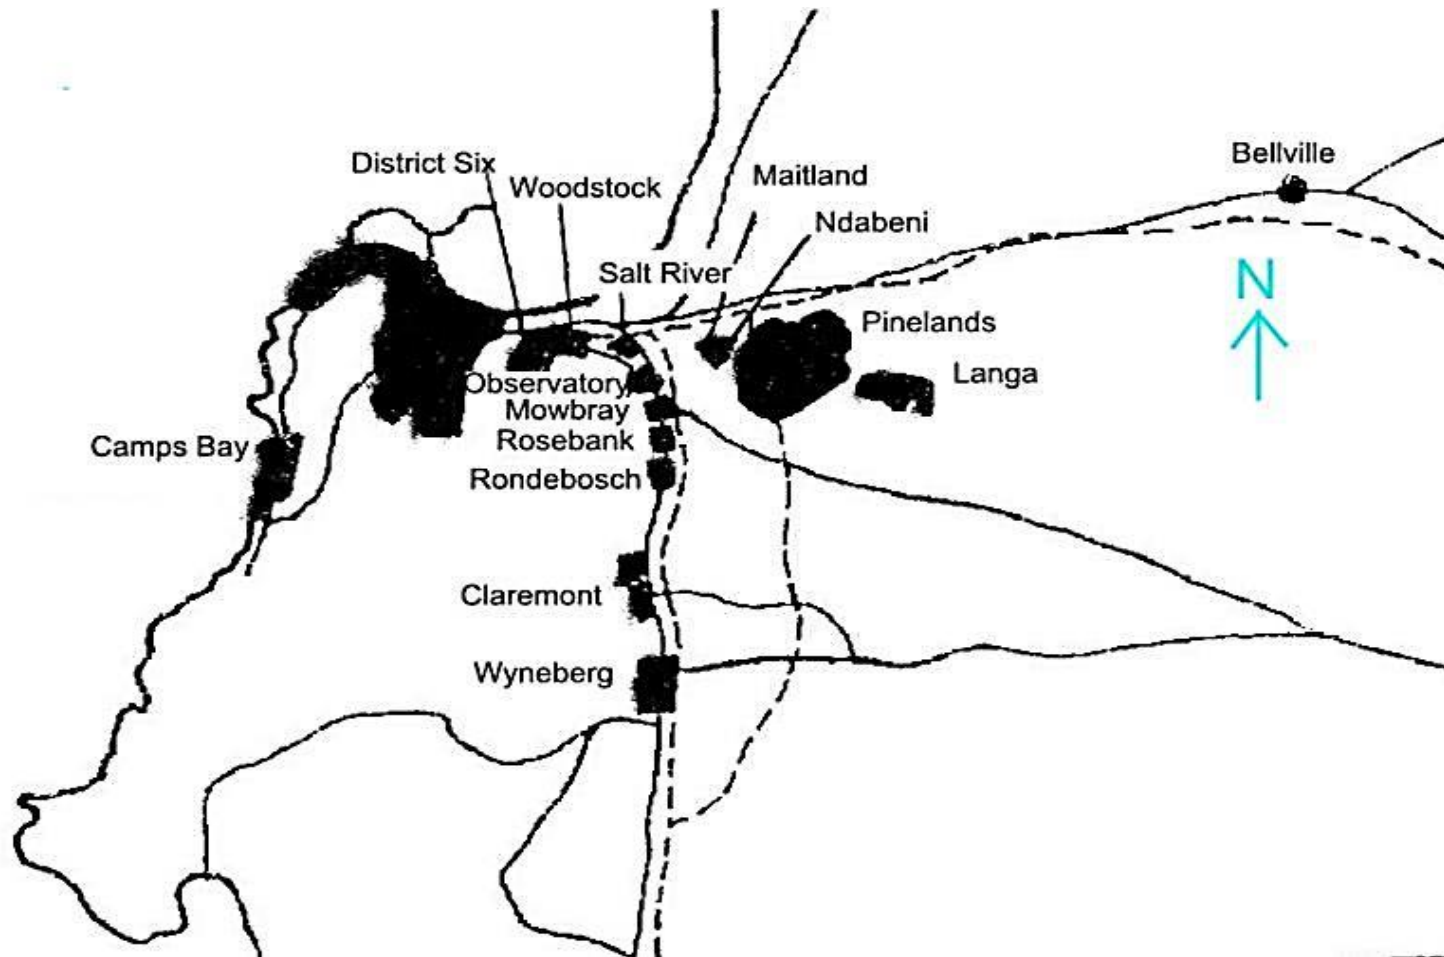 District Six
Woodstock
Maitland
Bellville
Ndabeni
Salt River
N
Pinelands
Langa
Observatory
Mowbray
Rosebank
Rondebosch
Camps Bay
Claremont
Wyneberg